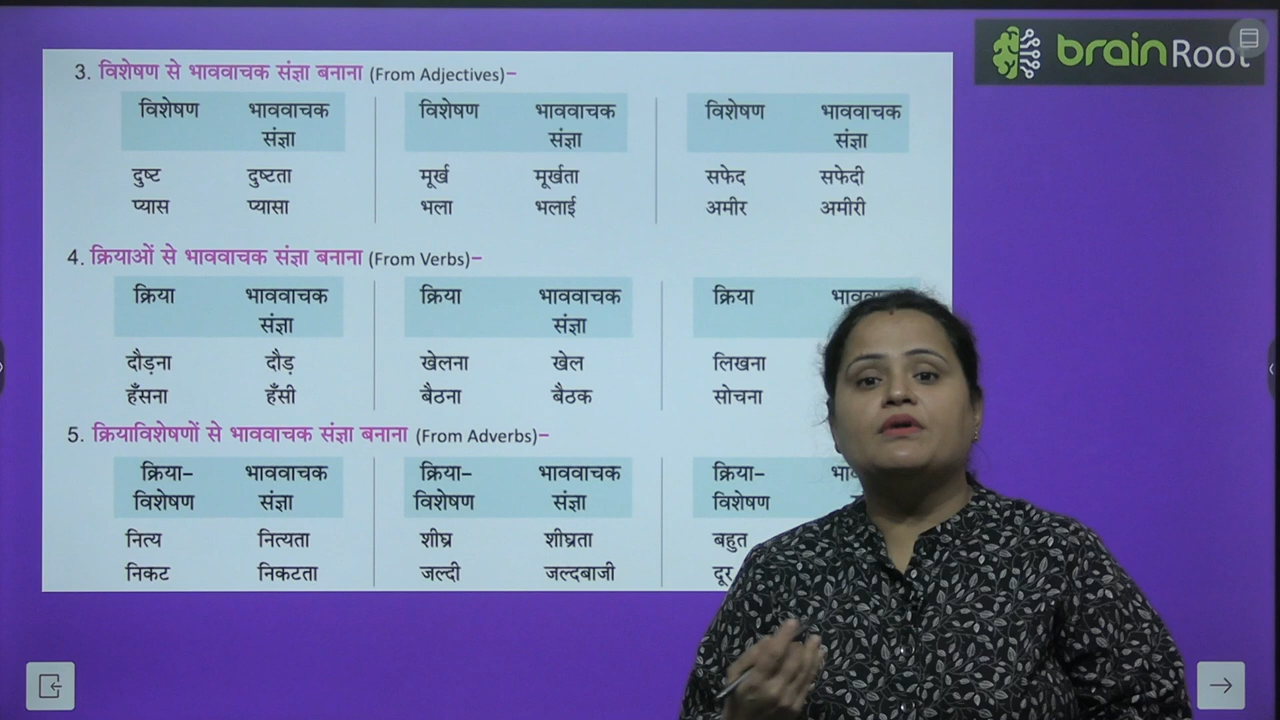 brainRoot
3. विशेषण से भाववाचक संज्ञा बनाना (From Adjectives)–
विशेषण भाववाचक संज्ञा विशेषण भाववाचक संज्ञा विशेषण भाववाचक संज्ञा
दुष्ट दुष्टता मूर्ख मूर्खता सफेद सफेदी
प्यास प्यासा भला भलाई अमीर अमीरी
4. क्रियाओं से भाववाचक संज्ञा बनाना (From Verbs)–
क्रिया भाववाचक संज्ञा क्रिया भाववाचक संज्ञा क्रिया
दौड़ना दौड़ खेलना खेल लिखना
हँसना हँसी बैठना बैठक सोचना
5. क्रियाविशेषणों से भाववाचक संज्ञा बनाना (From Adverbs)–
क्रिया– भाववाचक क्रिया– भाववाचक क्रिया–
विशेषण संज्ञा विशेषण संज्ञा विशेषण
नित्य नित्यता शीघ्र शीघ्रता बहुत
निकट निकटता जल्दी जल्दबाजी दूर